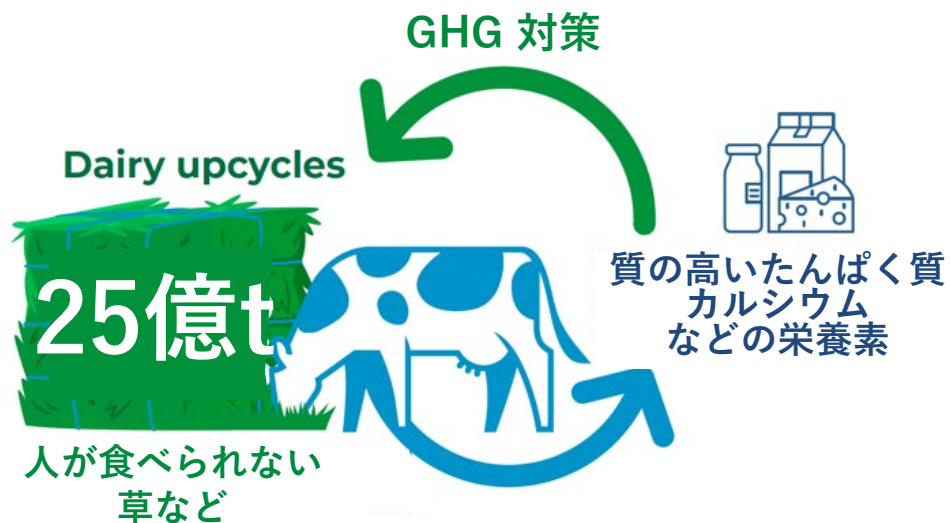 GHG 対策
Dairy upcycles
25億t
人が食べられない
草など
質の高いたんぱく質
カルシウム
などの栄養素